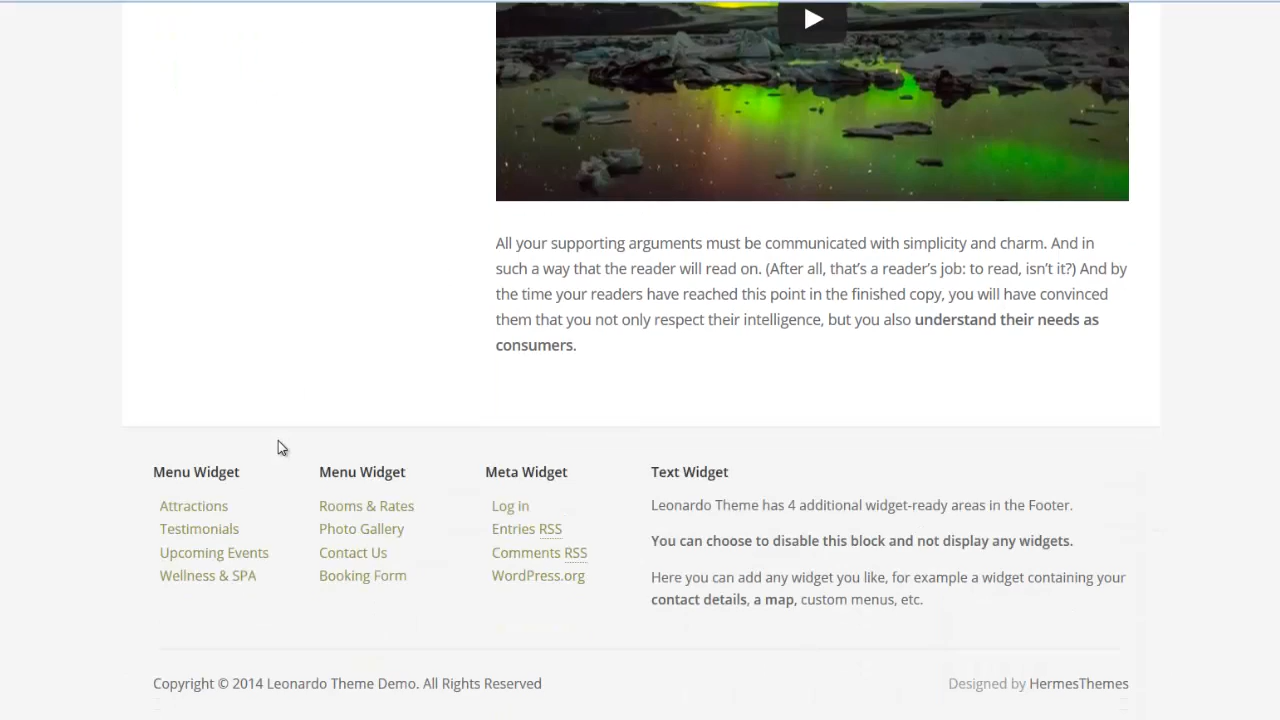 All your supporting arguments must be communicated with simplicity and charm. And in
such a way that the reader will read on. (After all, that’s a reader’s job: to read, isn’t it?) And by
the time your readers have reached this point in the finished copy, you will have convinced
them that you not only respect their intelligence, but you also understand their needs as
consumers.
Menu Widget
Attractions
Testimonials
Upcoming Events
Wellness & SPA
Menu Widget
Rooms & Rates
Photo Gallery
Contact Us
Booking Form
Meta Widget
Log in
Entries RSS
Comments RSS
WordPress.org
Text Widget
Leonardo Theme has 4 additional widget-ready areas in the Footer.
You can choose to disable this block and not display any widgets.
Here you can add any widget you like, for example a widget containing your
contact details, a map, custom menus, etc.
Copyright © 2014 Leonardo Theme Demo. All Rights Reserved
Designed by HermesThemes